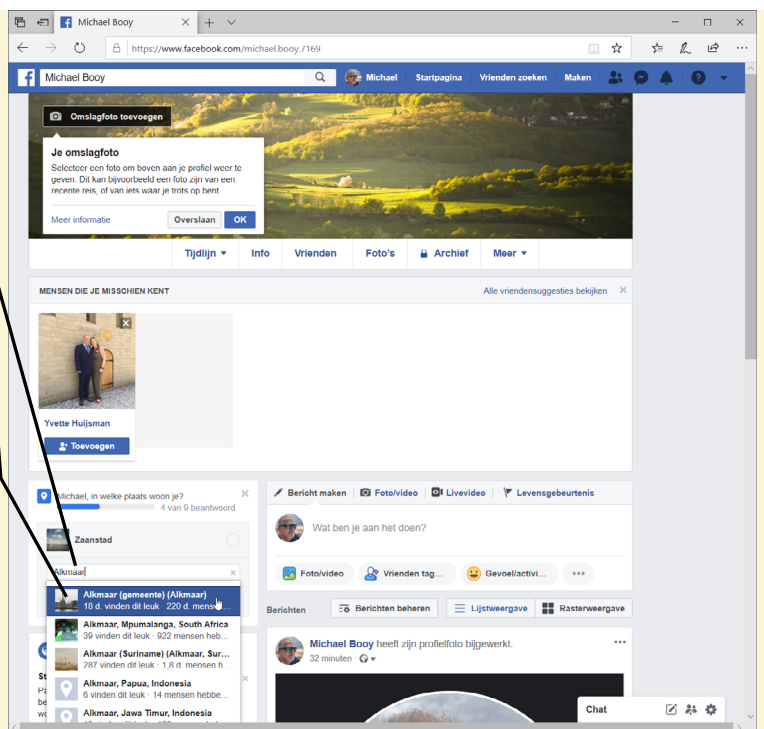 Michael Booy
https://www.facebook.com/michael.booy.7169
Michael Booy
Michael
Startpagina
Vrienden zoeken
Maken
Omslagfoto toevoegen
Je omslagfoto
Selecteer een foto om boven aan je profiel weer te
geven. Dit kan bijvoorbeeld een foto zijn van een
recente reis, of van iets waar je trots op bent
Meer informatie
Overslaan
OK
Tijdlijn
Info
Vrienden
Foto's
Archief
Meer
MENSEN DIE JE MISSCHIEN KENT
Alle vriendensuggesties bekijken
Yvette Huijsman
Toevoegen
Michael, in welke plaats woon je?
4 van 9 beantwoord
Zaanstad
Alkmaar
Alkmaar (gemeente) (Alkmaar)
18 d. vinden dit leuk 220 d. mens
Alkmaar, Mpumalanga, South Africa
39 vinden dit leuk · 922 mensen heb...
Alkmaar (Suriname) (Alkmaar, Sur...
287 vinden dit leuk · 1,8 d. mensen h...
Alkmaar, Papua, Indonesia
6 vinden dit leuk · 14 mensen hebbe...
Alkmaar, Jawa Timur, Indonesia
St
Pa
be
wo
Bericht maken
Foto/video
Livevideo
Levensgebeurtenis
Wat ben je aan het doen?
Foto/video
Vrienden tag...
Gevoel/activi...
Berichten
Berichten beheren
Lijstweergave
Rasterweergave
Michael Booy heeft zijn profielfoto bijgewerkt.
32 minuten ·
Chat